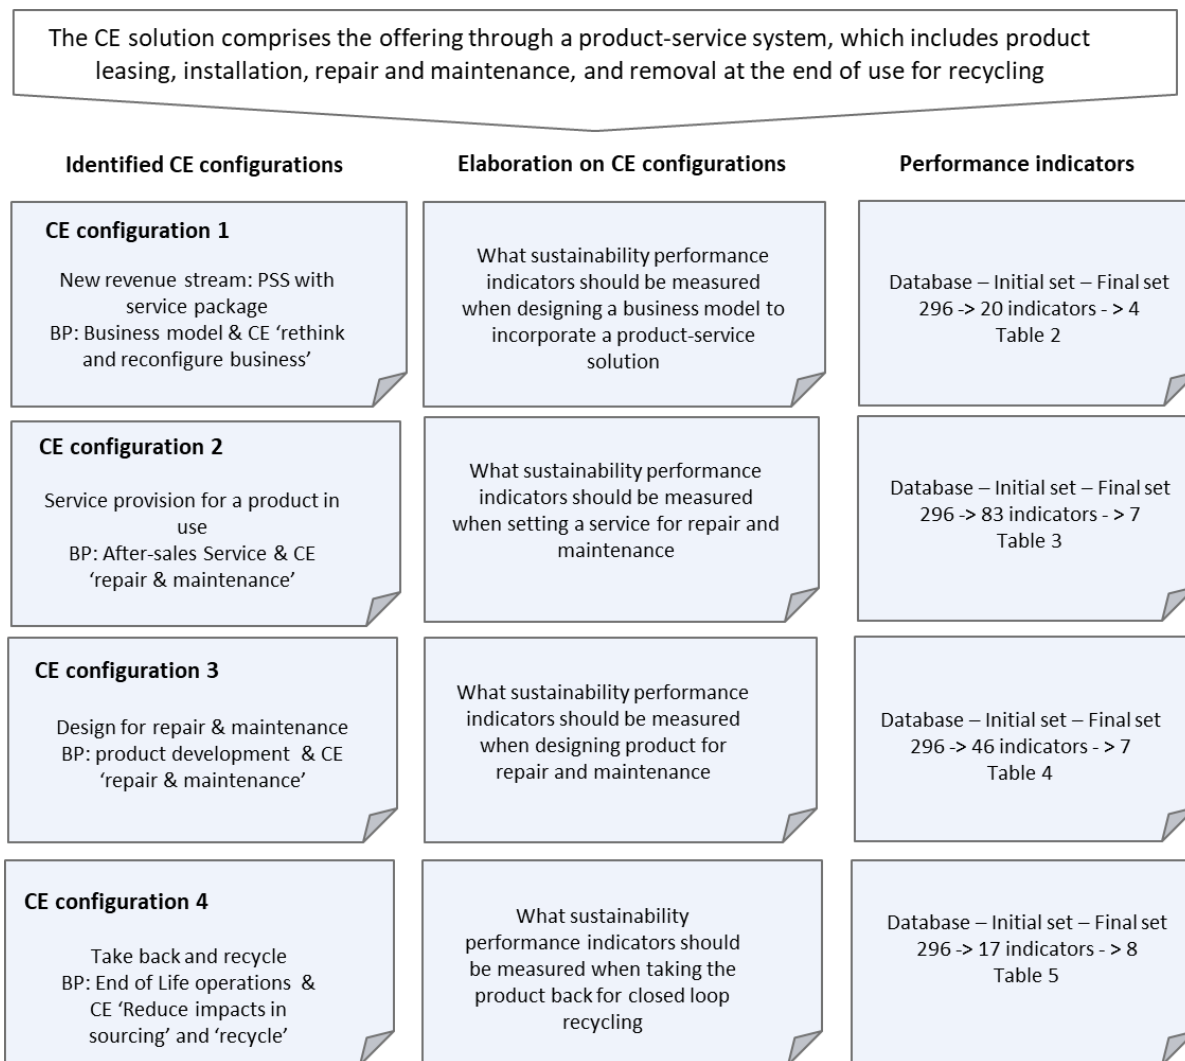 The CE solution comprises the offering through a product-service system, which includes product
leasing, installation, repair and maintenance, and removal at the end of use for recycling
Identified CE configurations
Elaboration on CE configurations
Performance indicators
CE configuration 1
New revenue stream: PSS with
service package
BP: Business model & CE ‘rethink
and reconfigure business’
What sustainability performance
indicators should be measured
when designing a business model to
incorporate a product-service
solution
Database – Initial set – Final set
296 -> 20 indicators - > 4
Table 2
CE configuration 2
Service provision for a product in
use
BP: After-sales Service & CE
‘repair & maintenance’
What sustainability performance
indicators should be measured
when setting a service for repair and
maintenance
Database – Initial set – Final set
296 -> 83 indicators - > 7
Table 3
CE configuration 3
Design for repair & maintenance
BP: product development & CE
‘repair & maintenance’
What sustainability performance
indicators should be measured
when designing product for
repair and maintenance
Database – Initial set – Final set
296 -> 46 indicators - > 7
Table 4
CE configuration 4
Take back and recycle
BP: End of Life operations &
CE ‘Reduce impacts in
sourcing’ and ‘recycle’
What sustainability
performance indicators should
be measured when taking the
product back for closed loop
recycling
Database – Initial set – Final set
296 -> 17 indicators - > 8
Table 5